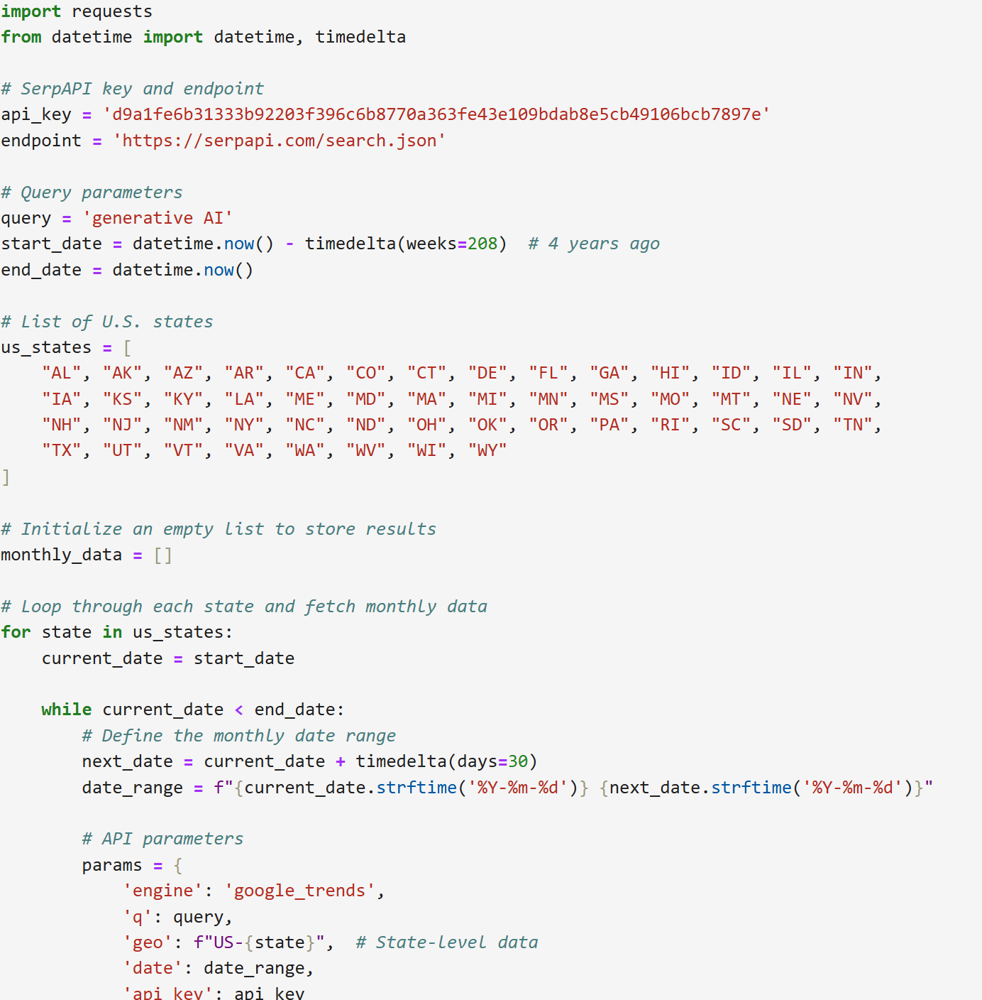 import requests
from datetime import datetime, timedelta
# SerpAPI key and endpoint
api_key = 'd9a1fe6b31333b92203f396c6b8770a363fe43e109bdab8e5cb49106bcb7897e'
endpoint = 'https://serpapi.com/search.json'
# Query parameters
query = 'generative AI'
start_date = datetime.now() - timedelta(weeks=208)  # 4 years ago
end_date = datetime.now()
# List of U.S. states
us_states = [
    "AL", "AK", "AZ", "AR", "CA", "CO", "CT", "DE", "FL", "GA", "HI", "ID", "IL", "IN",
    "IA", "KS", "KY", "LA", "ME", "MD", "MA", "MI", "MN", "MS", "MO", "MT", "NE", "NV",
    "NH", "NJ", "NM", "NY", "NC", "ND", "OH", "OK", "OR", "PA", "RI", "SC", "SD", "TN",
    "TX", "UT", "VT", "VA", "WA", "WV", "WI", "WY"
]
# Initialize an empty list to store results
monthly_data = []
# Loop through each state and fetch monthly data
for state in us_states:
    current_date = start_date
    while current_date < end_date:
        # Define the monthly date range
        next_date = current_date + timedelta(days=30)
        date_range = f"{current_date.strftime('%Y-%m-%d')} {next_date.strftime('%Y-%m-%d')}"
        # API parameters
        params = {
            'engine': 'google_trends',
            'q': query,
            'geo': f"US-{state}",  # State-level data
            'date': date_range,
            'api_key': api_key